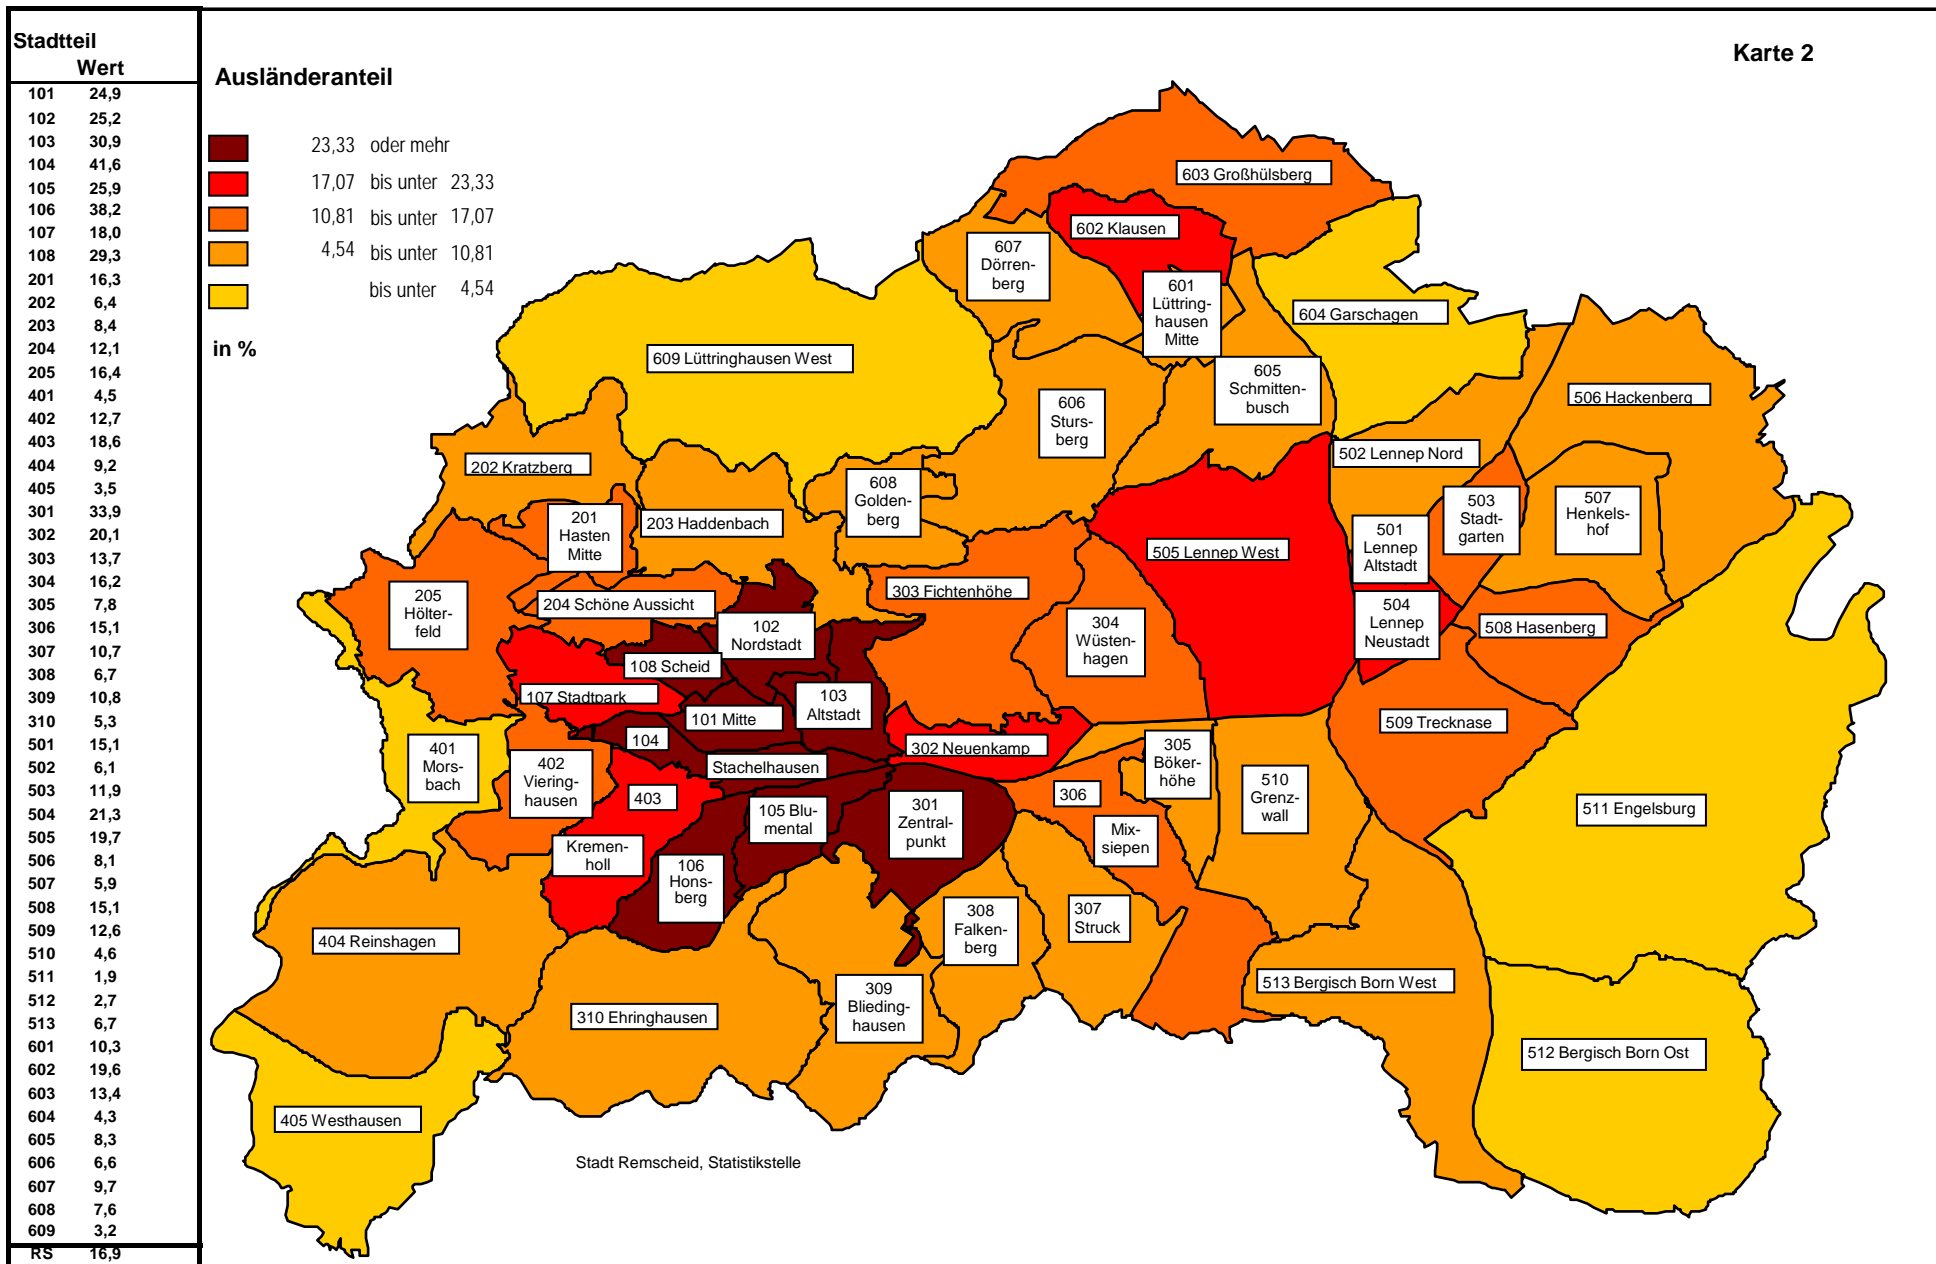 Stadtteil
Wert
101 24,9
102 25,2
103 30,9
104 41,6
105 25,9
106 38,2
107 18,0
108 29,3
201 16,3
202 6,4
203 8,4
204 12,1
205 16,4
401 4,5
402 12,7
403 18,6
404 9,2
405 3,5
301 33,9
302 20,1
303 13,7
304 16,2
305 7,8
306 15,1
307 10,7
308 6,7
309 10,8
310 5,3
501 15,1
502 6,1
503 11,9
504 21,3
505 19,7
506 8,1
507 5,9
508 15,1
509 12,6
510 4,6
511 1,9
512 2,7
513 6,7
601 10,3
602 19,6
603 13,4
604 4,3
605 8,3
606 6,6
607 9,7
608 7,6
609 3,2
RS 16,9
Karte 2
Ausländeranteil
23,33 oder mehr
17,07 bis unter 23,33
10,81 bis unter 17,07
4,54 bis unter 10,81
bis unter 4,54
in %
603 Großhülsberg
602 Klausen
607
Dörren-
berg
601
Lüttring-
hausen
Mitte
604 Garschagen
609 Lüttringhausen West
605
Schmitten-
busch
606
Sturs-
berg
506 Hackenberg
502 Lennep Nord
202 Kratzberg
608
Golden-
berg
203 Haddenbach
201
Hasten
Mitte
503
Stadt-
garten
507
Henkels-
hof
501
Lennep
Altstadt
505 Lennep West
303 Fichtenhöhe
205
Hölter-
feld
204 Schöne Aussicht
102
Nordstadt
304
Wüsten-
hagen
504
Lennep
Neustadt
508 Hasenberg
108 Scheid
107 Stadtpark
103
Altstadt
101 Mitte
509 Trecknase
104
Stachelhausen
302 Neuenkamp
305
Böker-
höhe
401
Mors-
bach
402
Viering-
hausen
403
Kremen-
holl
105 Blu-
mental
301
Zentral-
punkt
306
Mix-
siepen
510
Grenz-
wall
511 Engelsburg
106
Hons-
berg
404 Reinshagen
308
Falken-
berg
307
Struck
309
Blieding-
hausen
513 Bergisch Born West
310 Ehringhausen
512 Bergisch Born Ost
405 Westhausen
Stadt Remscheid, Statistikstelle